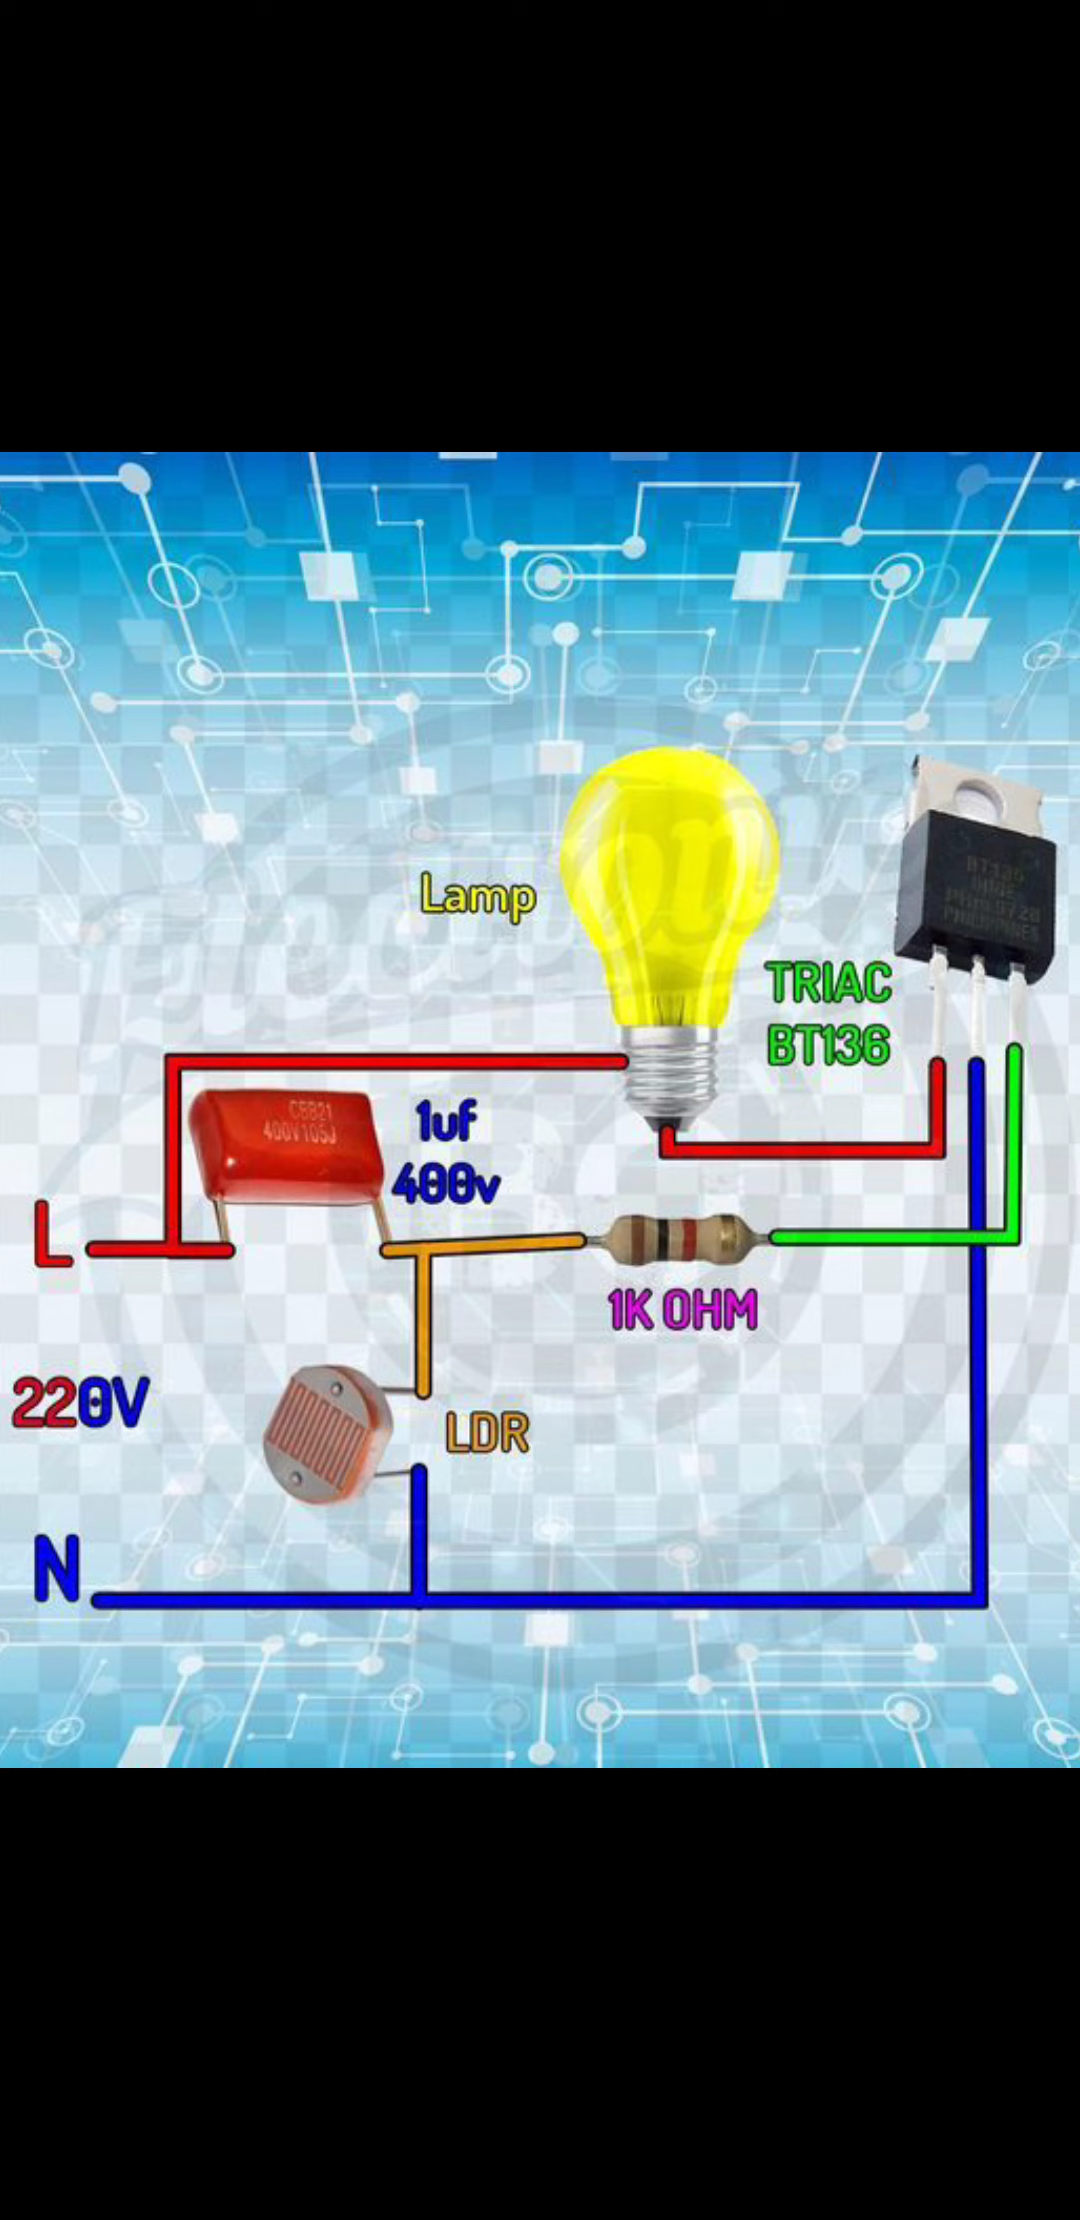 Lamp
TRIAC
BT136
CBB21
400V105J
1uf
400v
L
1K OHM
220V
LDR
N